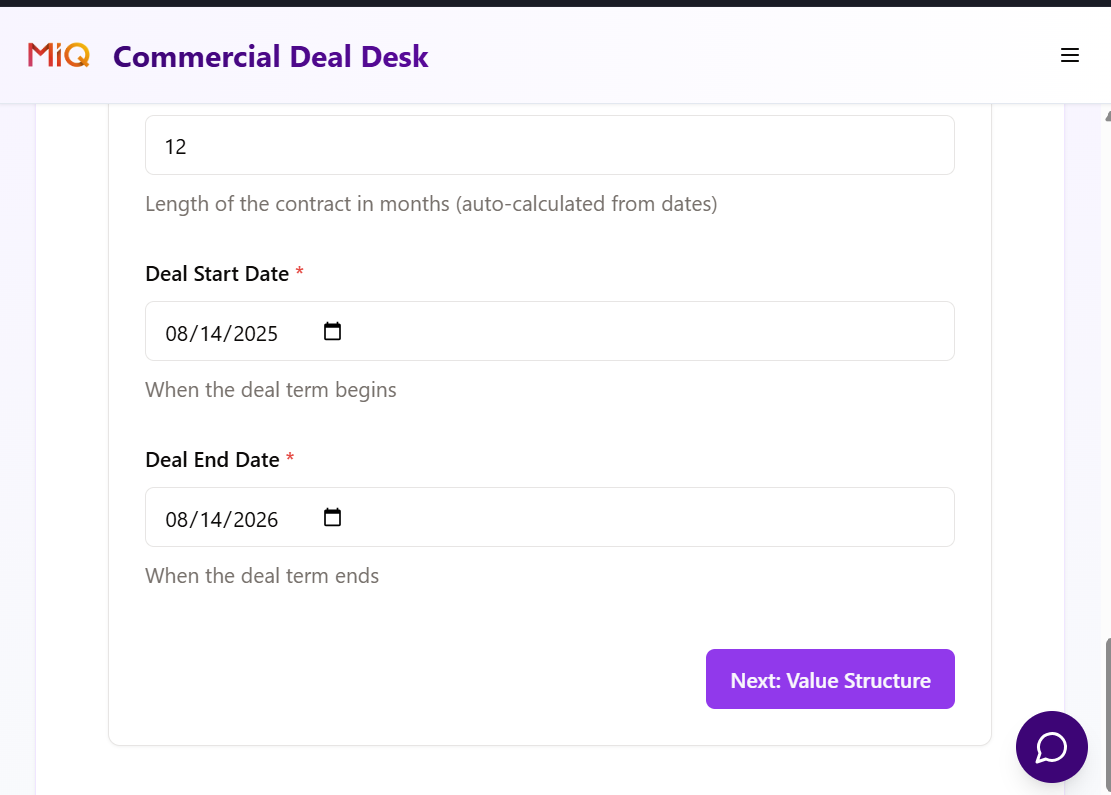 MiQ Commercial Deal Desk
12
Length of the contract in months (auto-calculated from dates)
Deal Start Date *
08/14/2025
When the deal term begins
Deal End Date *
08/14/2026
When the deal term ends
Next: Value Structure